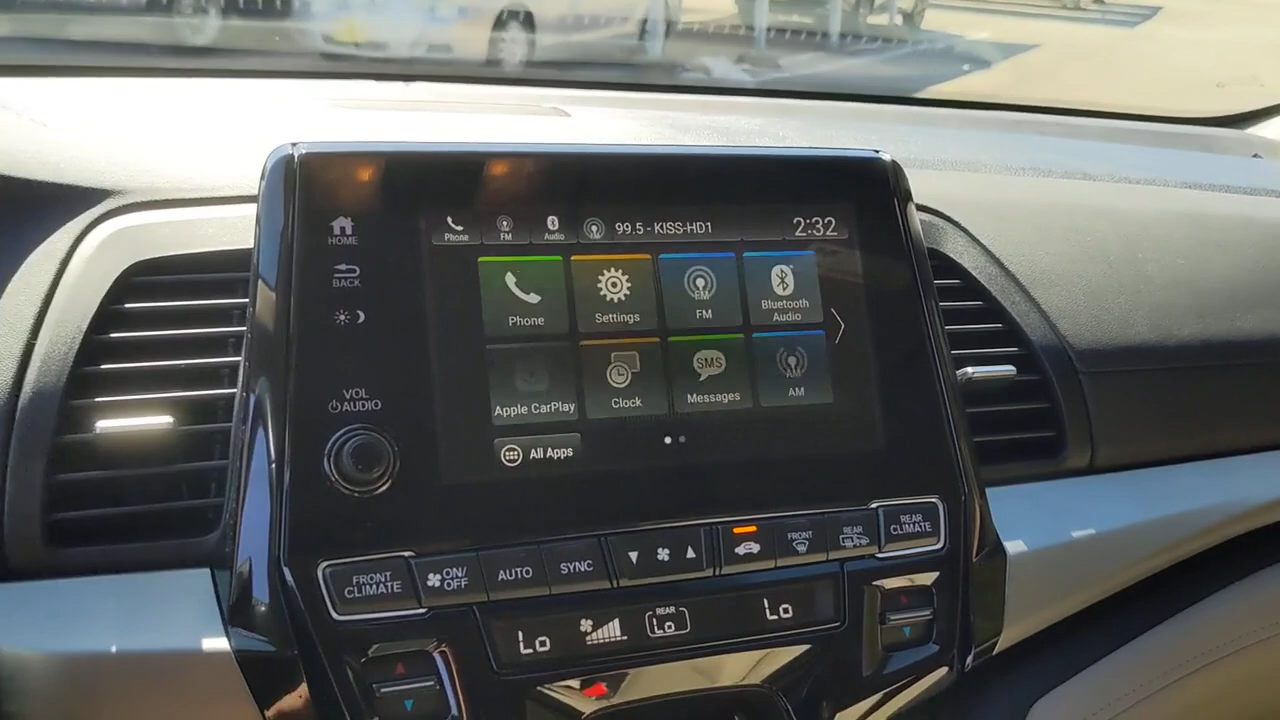 HOME
BACK
VOL
AUDIO
Phone
FM
Audio
99.5 - KISS-HD1
2:32
Phone
Settings
FM
FM
Bluetooth
Audio
Apple CarPlay
Clock
SMS
Messages
AM
AM
All Apps
FRONT
CLIMATE
ON/
OFF
AUTO
SYNC
FRONT
REAR
REAR
CLIMATE
Lo
REAR
Lo
Lo